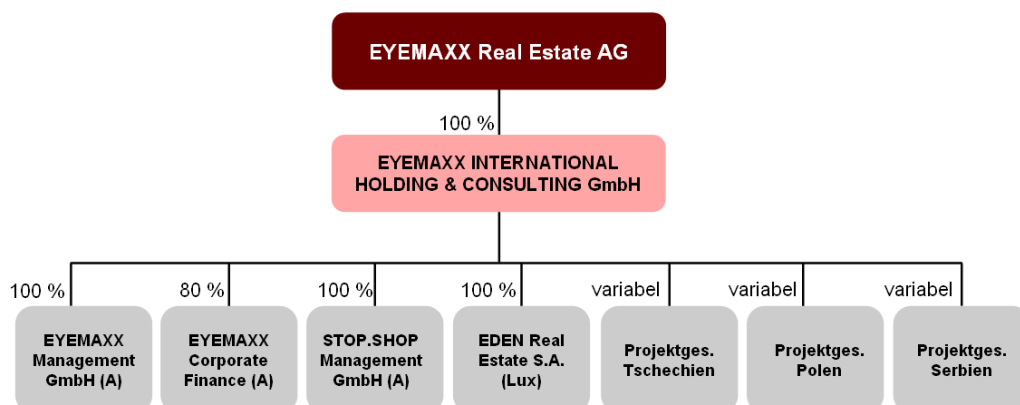 EYEMAXX Real Estate AG
100 %
EYEMAXX INTERNATIONAL
HOLDING & CONSULTING GmbH
100 %
80 %
100 %
100 %
variabel
variabel
variabel
EYEMAXX
Management
GmbH (A)
EYEMAXX
Corporate
Finance (A)
STOP.SHOP
Management
GmbH (A)
EDEN Real
Estate S.A.
(Lux)
Projektges.
Tschechien
Projektges.
Polen
Projektges.
Serbien